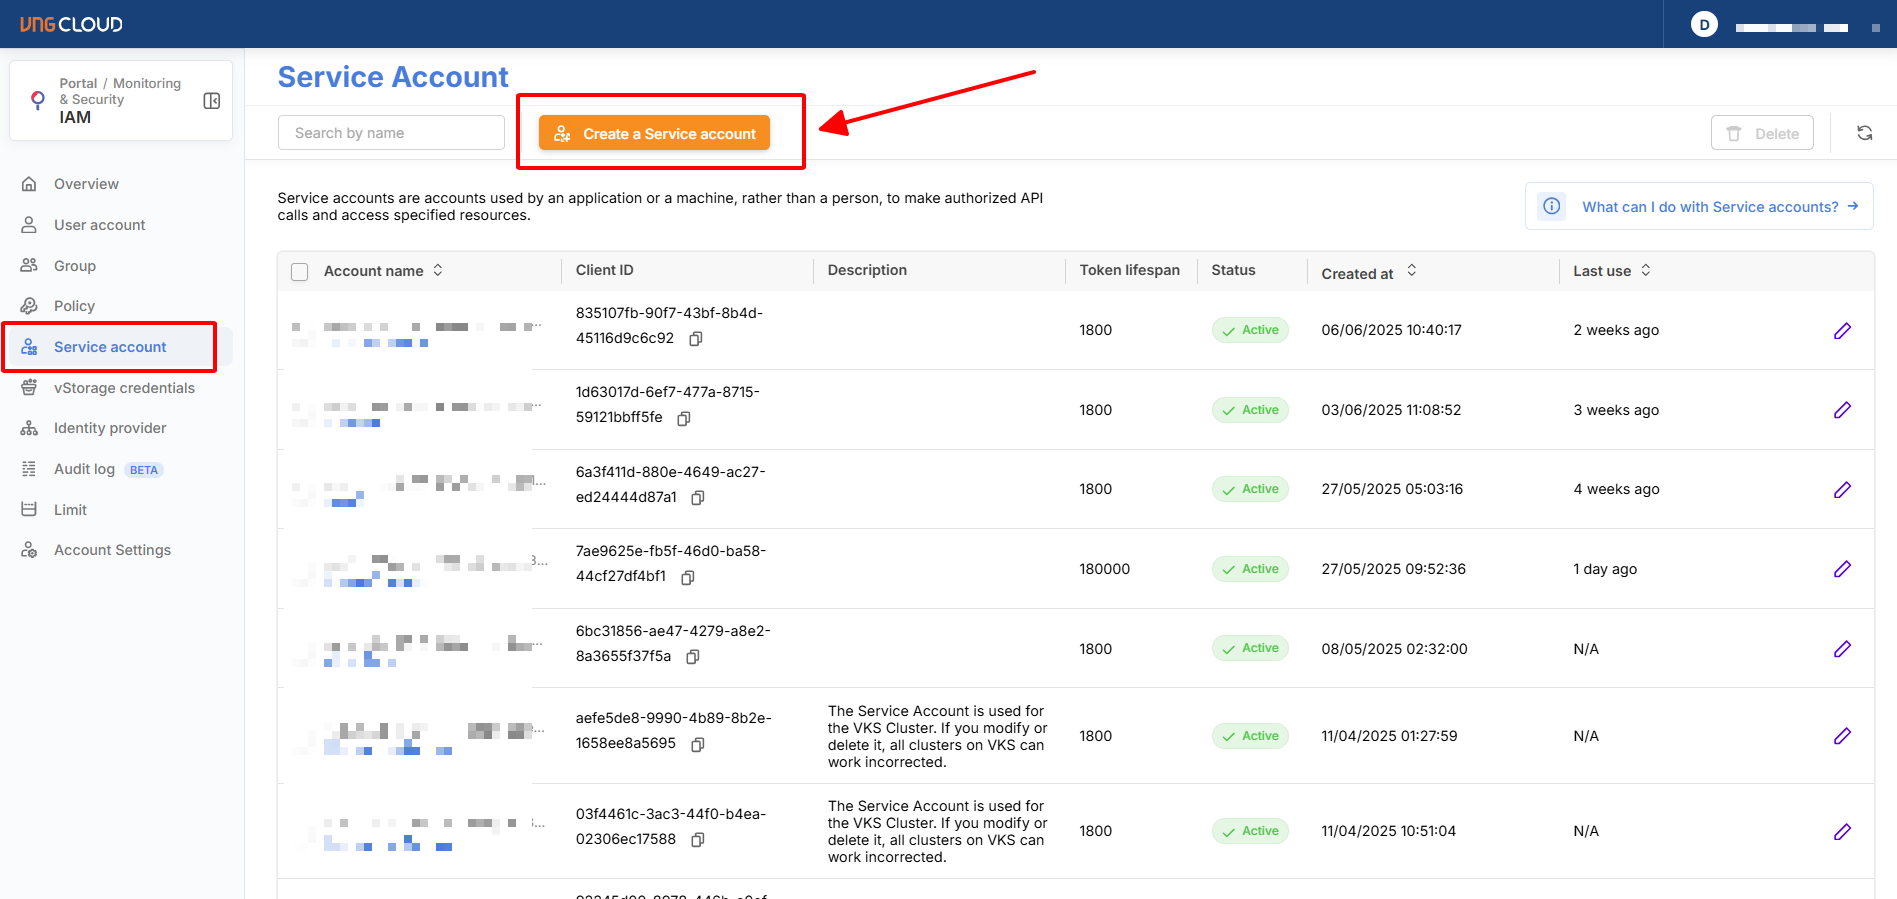 VNGCLOUD
D
Portal / Monitoring
& Security
IAM
Overview
User account
Group
Policy
Service account
vStorage credentials
Identity provider
Audit log BETA
Limit
Account Settings
Service Account
Search by name
Create a Service account
Delete
Service accounts are accounts used by an application or a machine, rather than a person, to make authorized API
calls and access specified resources.
What can I do with Service accounts?
Account name Client ID Description Token lifespan Status Created at Last use
835107fb-90f7-43bf-8b4d-
45116d9c6c92
1800 Active 06/06/2025 10:40:17 2 weeks ago
1d63017d-6ef7-477a-8715-
59121bbff5fe
1800 Active 03/06/2025 11:08:52 3 weeks ago
6a3f411d-880e-4649-ac27-
ed24444d87a1
1800 Active 27/05/2025 05:03:16 4 weeks ago
7ae9625e-fb5f-46d0-ba58-
44cf27df4bf1
180000 Active 27/05/2025 09:52:36 1 day ago
6bc31856-ae47-4279-a8e2-
8a3655f37f5a
1800 Active 08/05/2025 02:32:00 N/A
aefe5de8-9990-4b89-8b2e-
1658ee8a5695
The Service Account is used for
the VKS Cluster. If you modify or
delete it, all clusters on VKS can
work incorrected.
1800 Active 11/04/2025 01:27:59 N/A
03f4461c-3ac3-44f0-b4ea-
02306ec17588
The Service Account is used for
the VKS Cluster. If you modify or
delete it, all clusters on VKS can
work incorrected.
1800 Active 11/04/2025 10:51:04 N/A